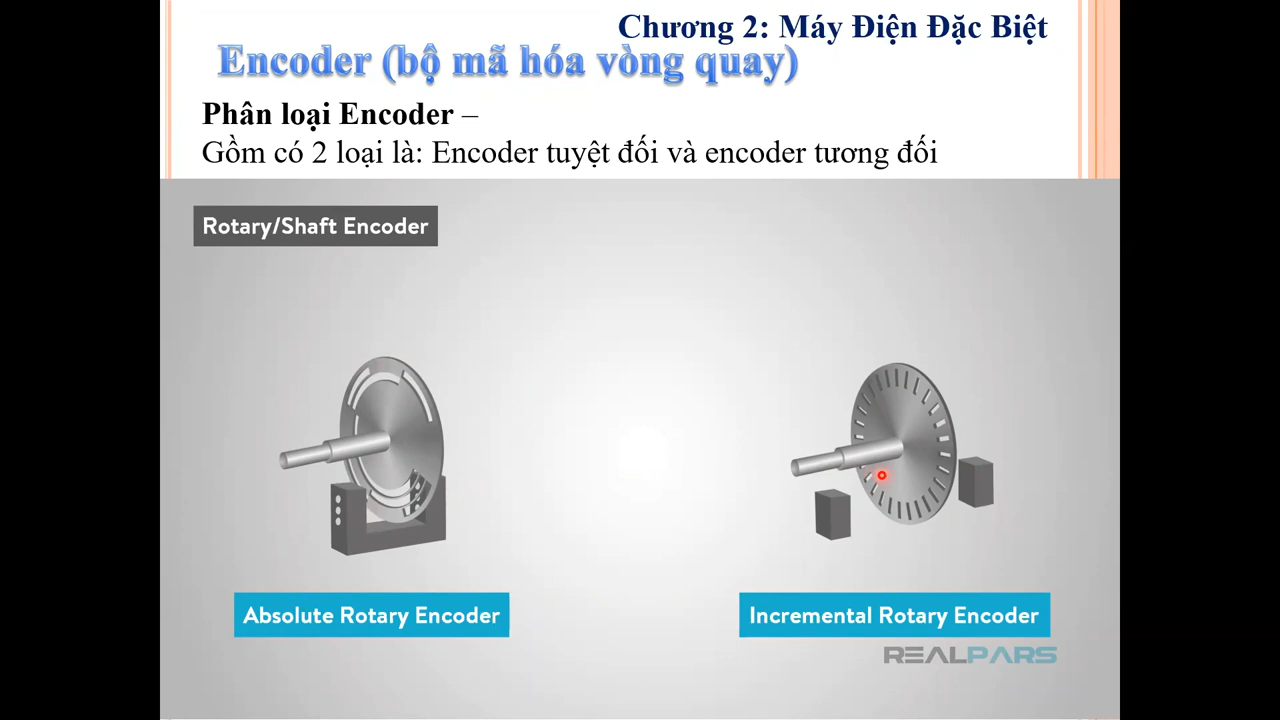 Chương 2: Máy Điện Đặc Biệt
Encoder (bộ mã hóa vòng quay)
Phân loại Encoder –
Gồm có 2 loại là: Encoder tuyệt đối và encoder tương đối
Rotary/Shaft Encoder
Absolute Rotary Encoder
Incremental Rotary Encoder
REALPARS